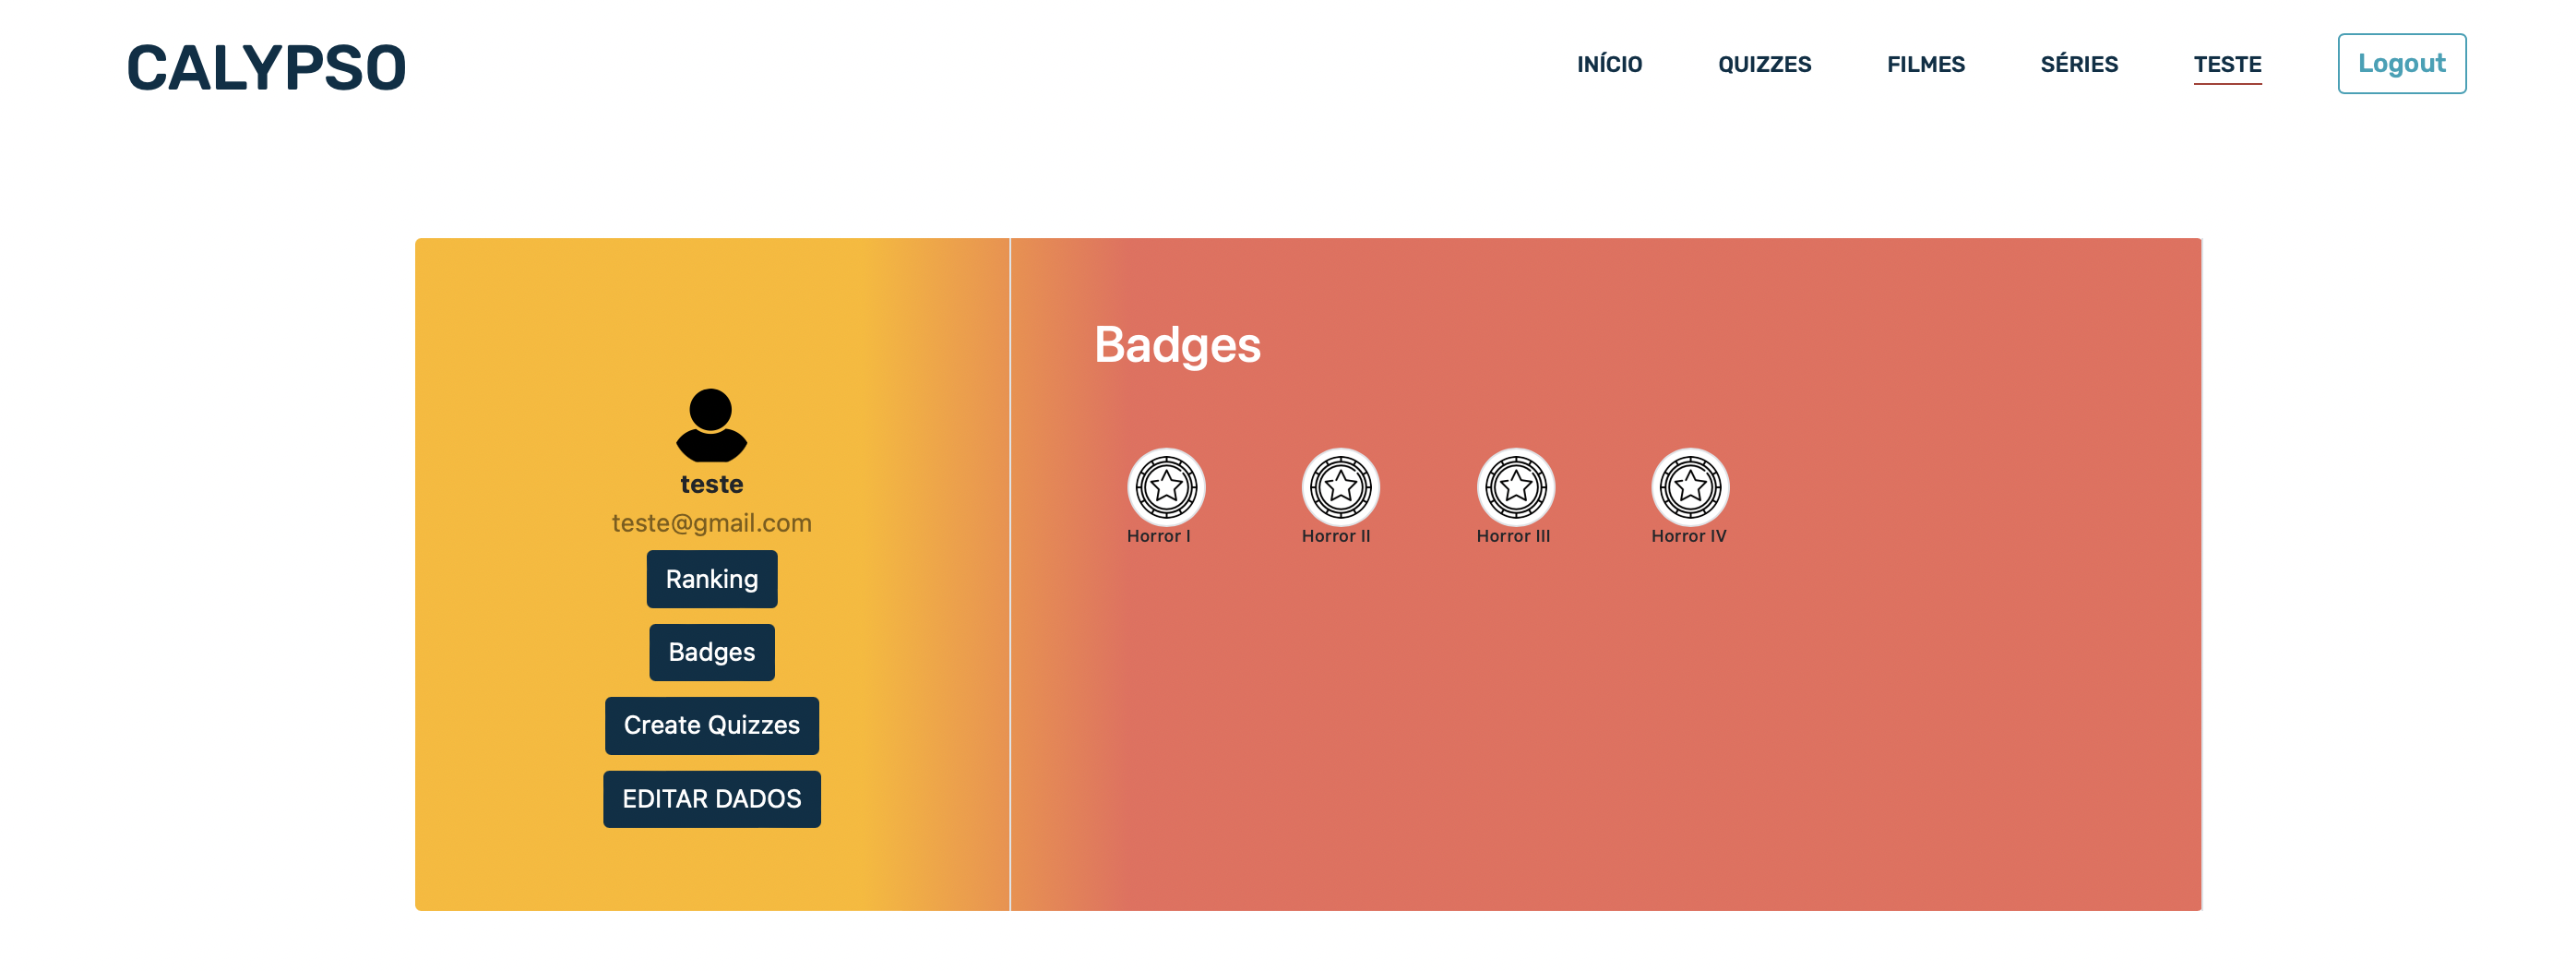 CALYPSO
INÍCIO QUIZZES FILMES SÉRIES TESTE Logout
teste
teste@gmail.com
Ranking
Badges
Create Quizzes
EDITAR DADOS
Badges
Horror I Horror II Horror III Horror IV